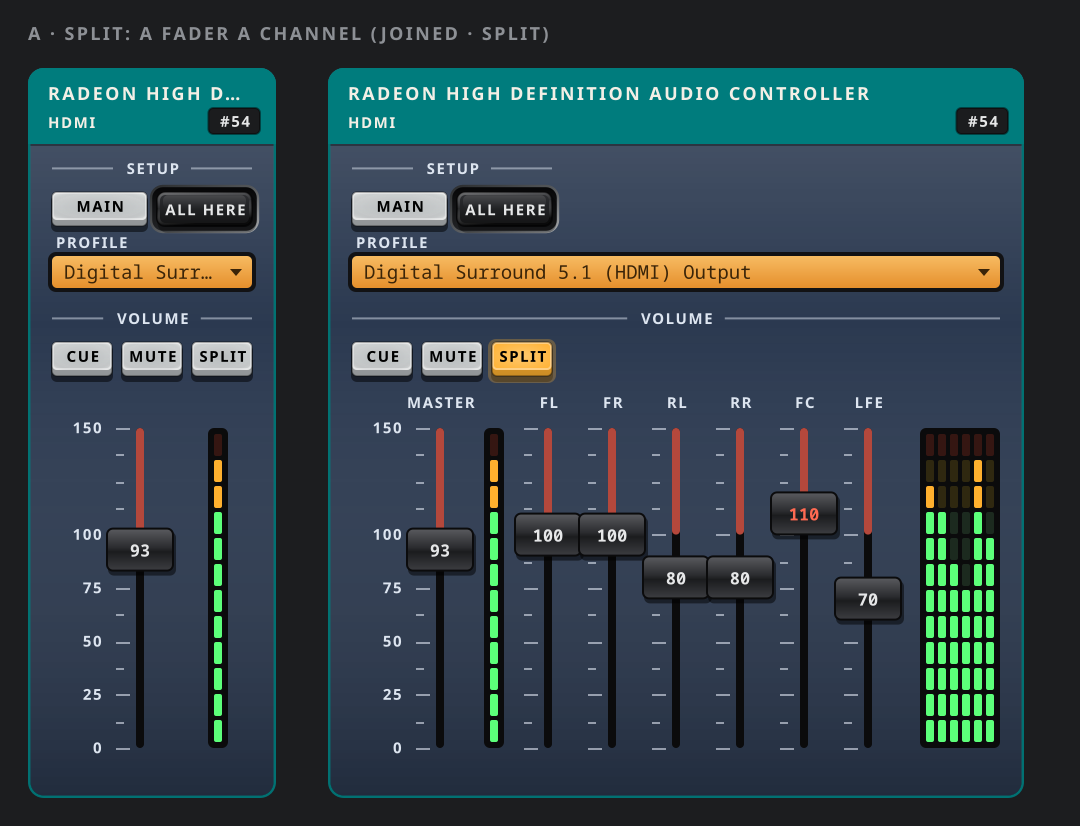 A · SPLIT: A FADER A CHANNEL (JOINED · SPLIT)
RADEON HIGH D…
HDMI
#54
SETUP
MAIN
ALL HERE
PROFILE
Digital Surr…
VOLUME
CUE MUTE SPLIT
150
100
93
75
50
25
0
RADEON HIGH DEFINITION AUDIO CONTROLLER
HDMI
#54
SETUP
MAIN
ALL HERE
PROFILE
Digital Surround 5.1 (HDMI) Output
VOLUME
CUE MUTE SPLIT
MASTER FL FR RL RR FC LFE
150
110
100 100 100
93
80 80
75
70
50
25
0